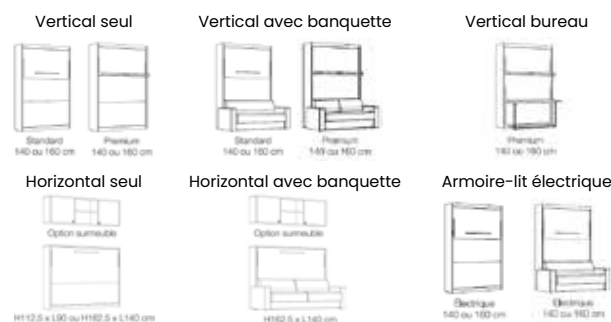 Vertical seul
Vertical avec banquette
Vertical bureau
Standard
140 ou 160 cm
Premium
140 ou 160 cm
Standard
140 ou 160 cm
Premium
140 ou 160 cm
Premium
140 ou 160 cm
Horizontal seul
Horizontal avec banquette
Armoire-lit électrique
Option surmeuble
Option surmeuble
H112,5 x L90 ou H162,5 x L140 cm
H162,5 x L140 cm
Électrique
140 ou 160 cm
Électrique
140 ou 160 cm